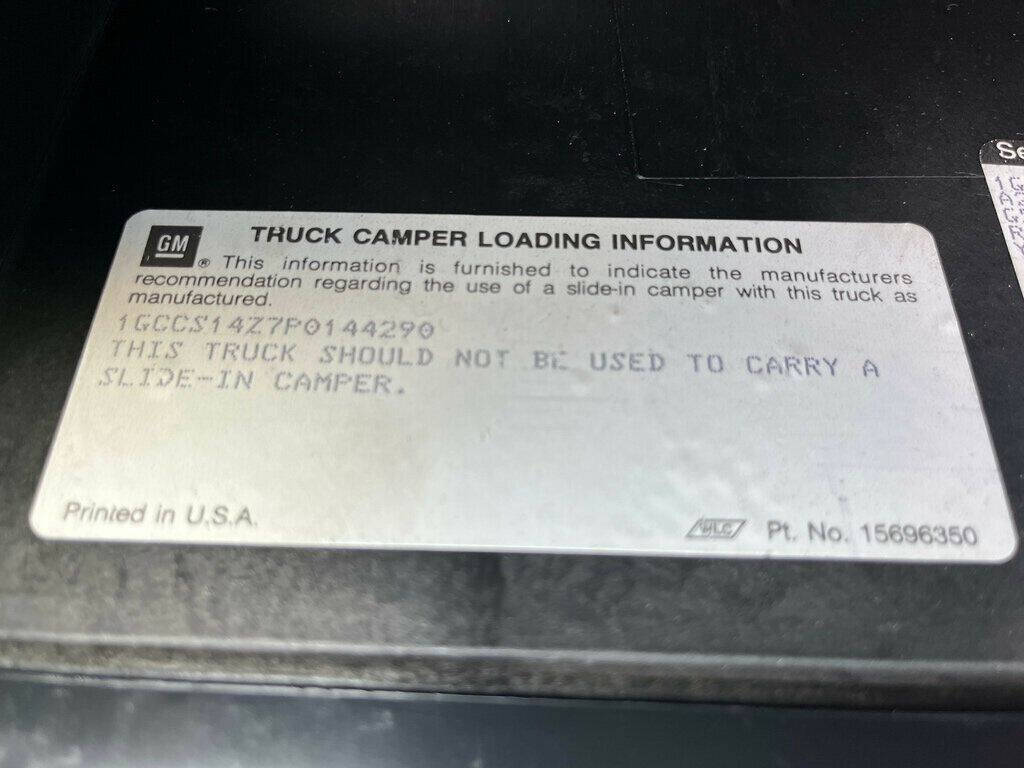 GM
TRUCK CAMPER LOADING INFORMATION
® This information is furnished to indicate the manufacturers
recommendation regarding the use of a slide-in camper with this truck as
manufactured.
1GCCS14Z7P0144290
THIS TRUCK SHOULD NOT BE USED TO CARRY A
SLIDE-IN CAMPER.
Printed in U.S.A.
Pt. No. 15696350